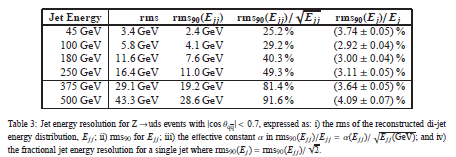 Jet Energy rms rms90(Ejj) rms90(Ejj)/√Ejj rms90(Ej)/Ej
45 GeV 3.4 GeV 2.4 GeV 25.2 % (3.74 ± 0.05) %
100 GeV 5.8 GeV 4.1 GeV 29.2 % (2.92 ± 0.04) %
180 GeV 11.6 GeV 7.6 GeV 40.3 % (3.00 ± 0.04) %
250 GeV 16.4 GeV 11.0 GeV 49.3 % (3.11 ± 0.05) %
375 GeV 29.1 GeV 19.2 GeV 81.4 % (3.64 ± 0.05) %
500 GeV 43.3 GeV 28.6 GeV 91.6 % (4.09 ± 0.07) %
Table 3: Jet energy resolution for Z→uds events with |cos θqq̄| < 0.7, expressed as: i) the rms of the reconstructed di-jet
energy distribution, Ejj; ii) rms90 for Ejj; iii) the effective constant α in rms90(Ejj)/Ejj = α(Ejj)/√Ejj(GeV); and iv)
the fractional jet energy resolution for a single jet where rms90(Ej) = rms90(Ejj)/√2.